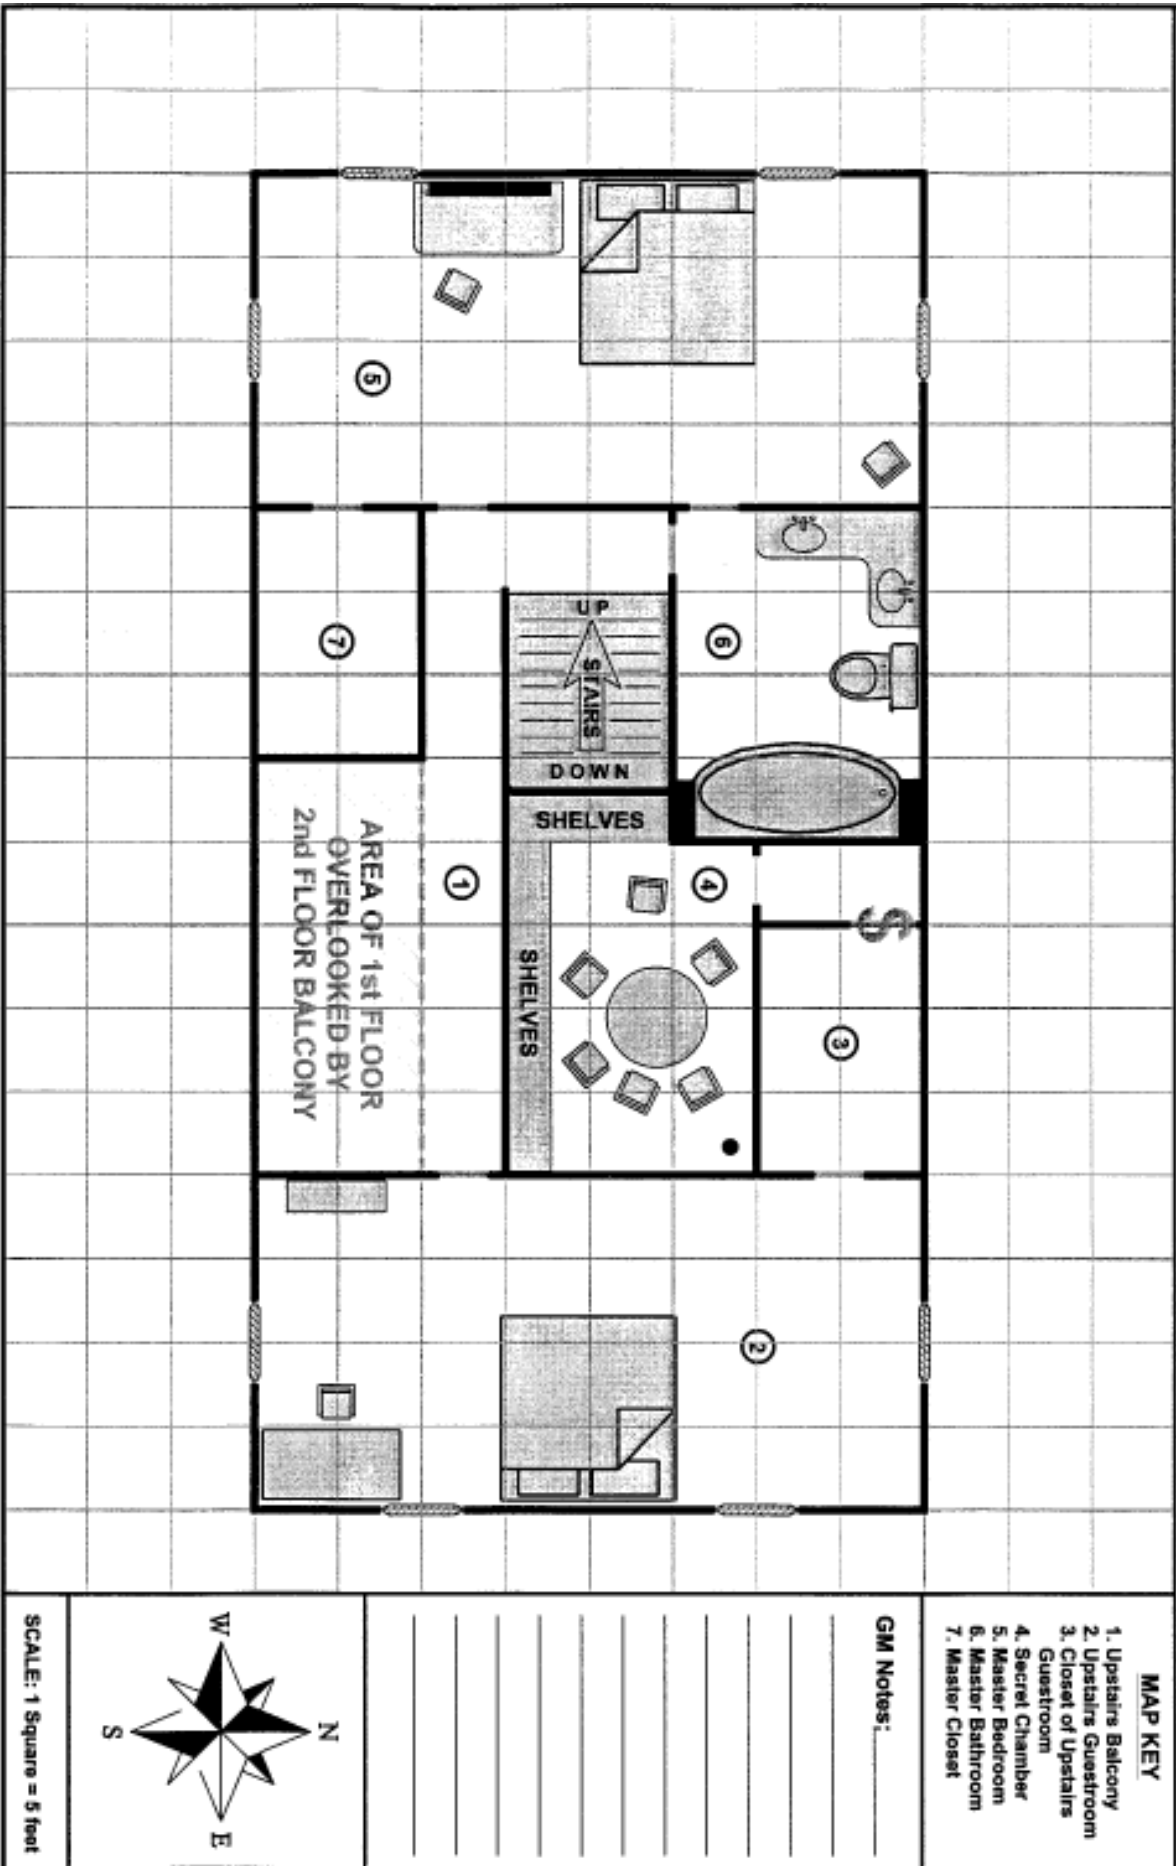 5
7
6
UP
STAIRS
DOWN
SHELVES
SHELVES
AREA OF 1st FLOOR
OVERLOOKED BY
2nd FLOOR BALCONY
1
4
S
3
2
MAP KEY
1. Upstairs Balcony
2. Upstairs Guestroom
3. Closet of Upstairs
Guestroom
4. Secret Chamber
5. Master Bedroom
6. Master Bathroom
7. Master Closet
GM Notes:
N
W
E
S
SCALE: 1 Square = 5 feet